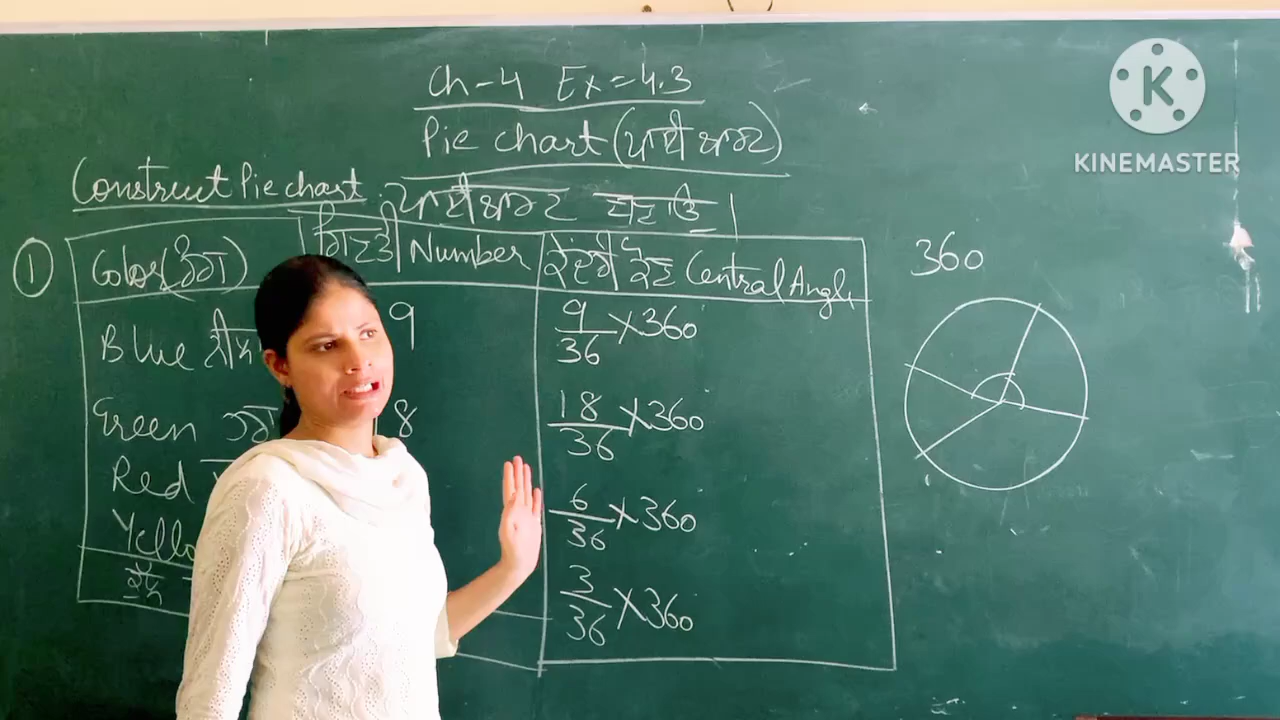 Ch-4 Ex=4.3
Pie chart (ਪਾਈ ਚਾਰਟ)
Construct Pie chart ਪਾਈ ਚਾਰਟ ਬਣਾਓ।
① Color (ਰੰਗ) ਗਿਣਤੀ Number ਕੇਂਦਰੀ ਕੋਣ Central Angle
Blue 9 9/36 ×360
Green 8 18/36 ×360
Red 6/36 ×360
Yello 3/36 ×360
360
K
KINEMASTER